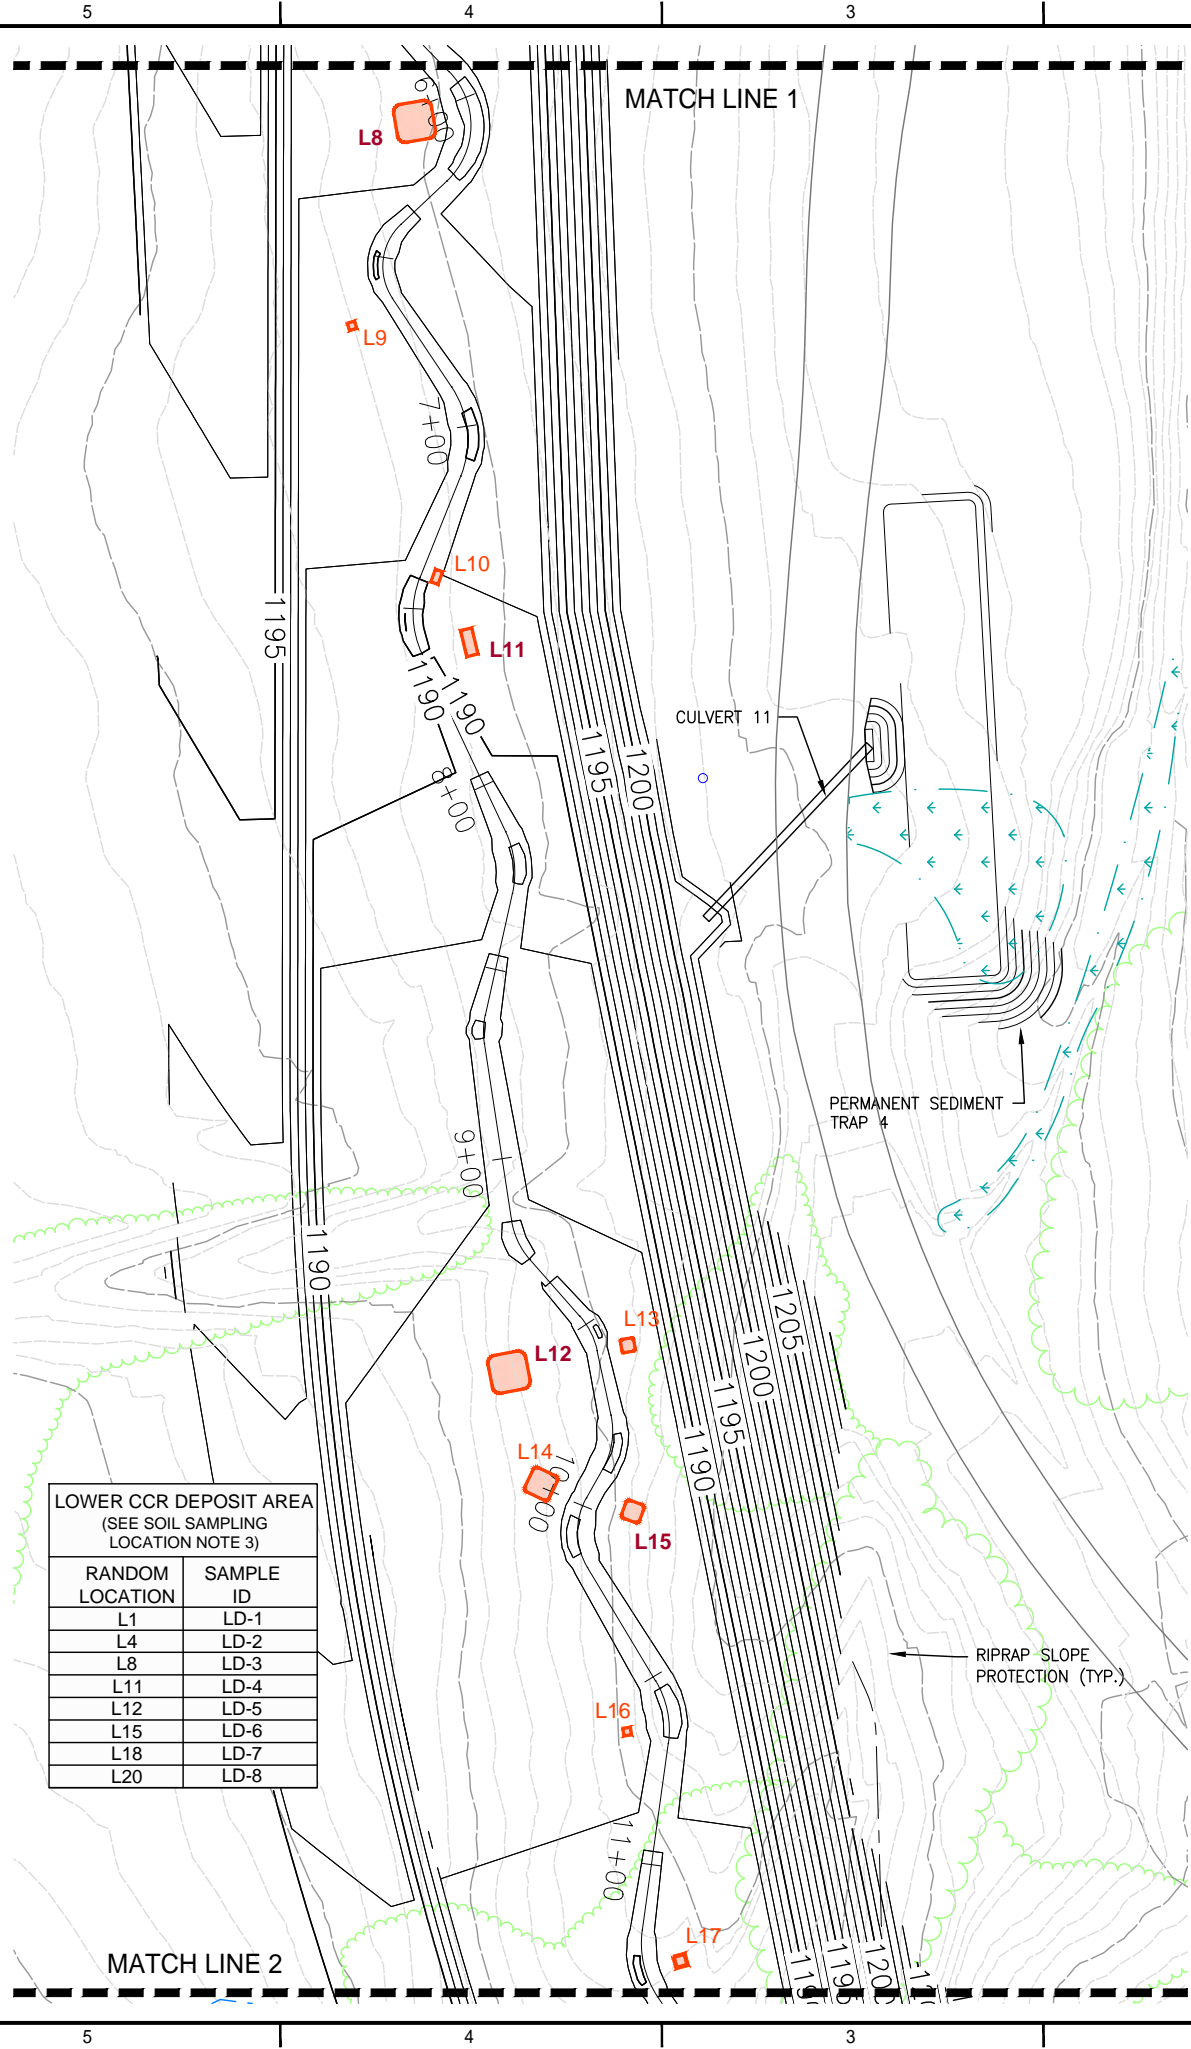 5 4 3
MATCH LINE 1
6+00
L8
L9
7+00
L10
1195
L11
1190
1190
CULVERT 11
1195
1200
8+00
PERMANENT SEDIMENT
TRAP 4
9+00
1190
1205
L13
1200
L12
1195
1190
L14
10+00
L15
LOWER CCR DEPOSIT AREA
(SEE SOIL SAMPLING
LOCATION NOTE 3)
RANDOM LOCATION SAMPLE ID
L1 LD-1
L4 LD-2
L8 LD-3
L11 LD-4
L12 LD-5
L15 LD-6
L18 LD-7
L20 LD-8
RIPRAP SLOPE
PROTECTION (TYP.)
L16
11+00
L17
MATCH LINE 2
1195
5 4 3